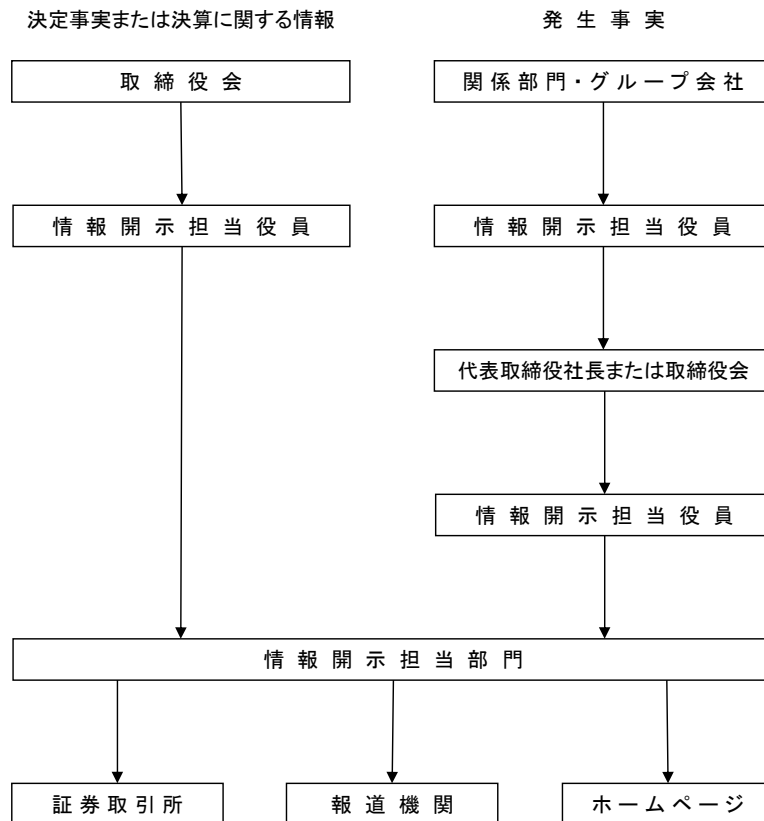 決定事実または決算に関する情報
発生事実
取締役会
関係部門・グループ会社
情報開示担当役員
情報開示担当役員
代表取締役社長または取締役会
情報開示担当役員
情報開示担当部門
証券取引所
報道機関
ホームページ